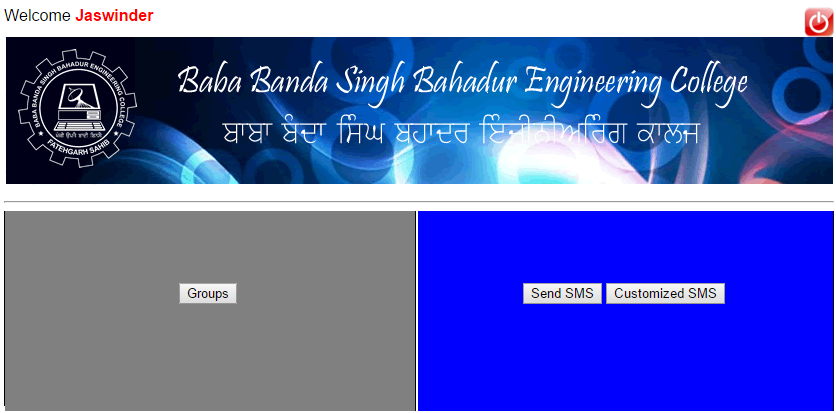 Welcome Jaswinder
BABA BANDA SINGH BAHADUR ENGINEERING COLLEGE
FATEHGARH SAHIB
Baba Banda Singh Bahadur Engineering College
ਬਾਬਾ ਬੰਦਾ ਸਿੰਘ ਬਹਾਦਰ ਇੰਜੀਨੀਅਰਿੰਗ ਕਾਲਜ
Groups
Send SMS Customized SMS